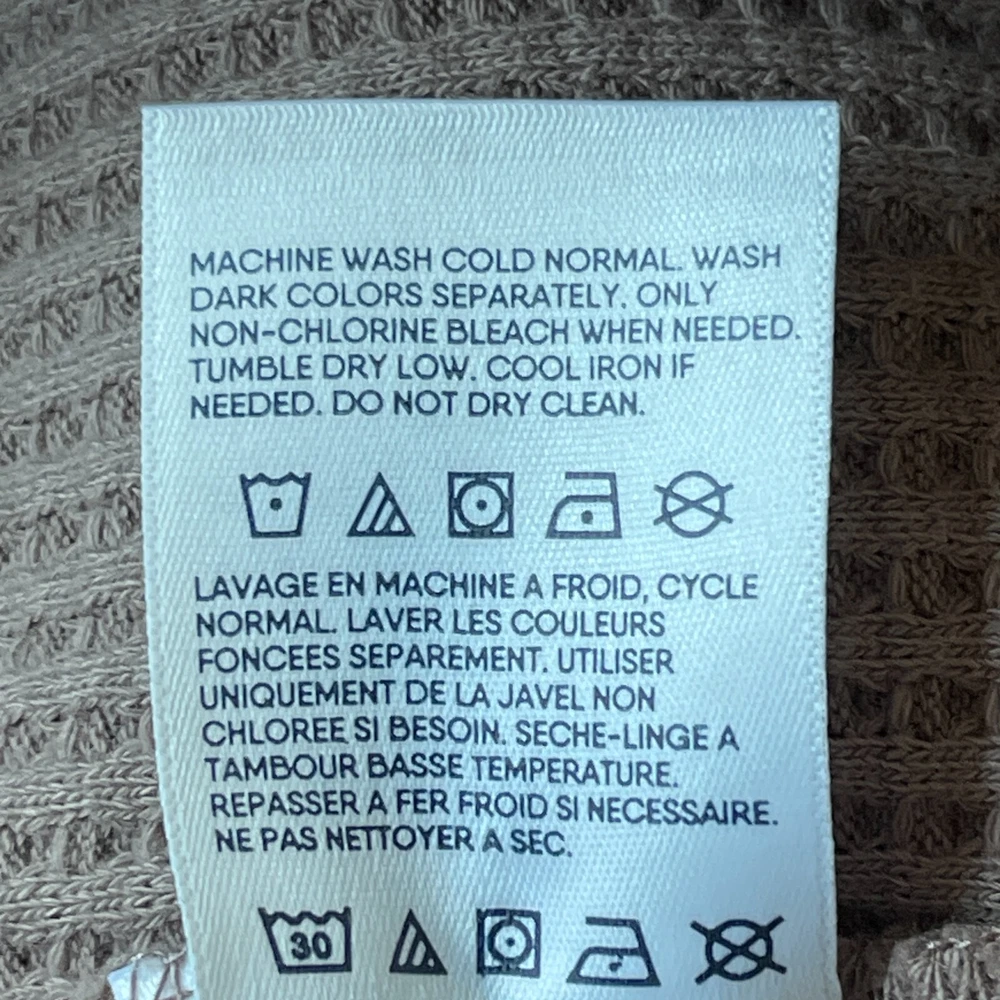 MACHINE WASH COLD NORMAL. WASH
DARK COLORS SEPARATELY. ONLY
NON-CHLORINE BLEACH WHEN NEEDED.
TUMBLE DRY LOW. COOL IRON IF
NEEDED. DO NOT DRY CLEAN.
LAVAGE EN MACHINE A FROID, CYCLE
NORMAL. LAVER LES COULEURS
FONCEES SEPAREMENT. UTILISER
UNIQUEMENT DE LA JAVEL NON
CHLOREE SI BESOIN. SECHE-LINGE A
TAMBOUR BASSE TEMPERATURE.
REPASSER A FER FROID SI NECESSAIRE.
NE PAS NETTOYER A SEC.
30